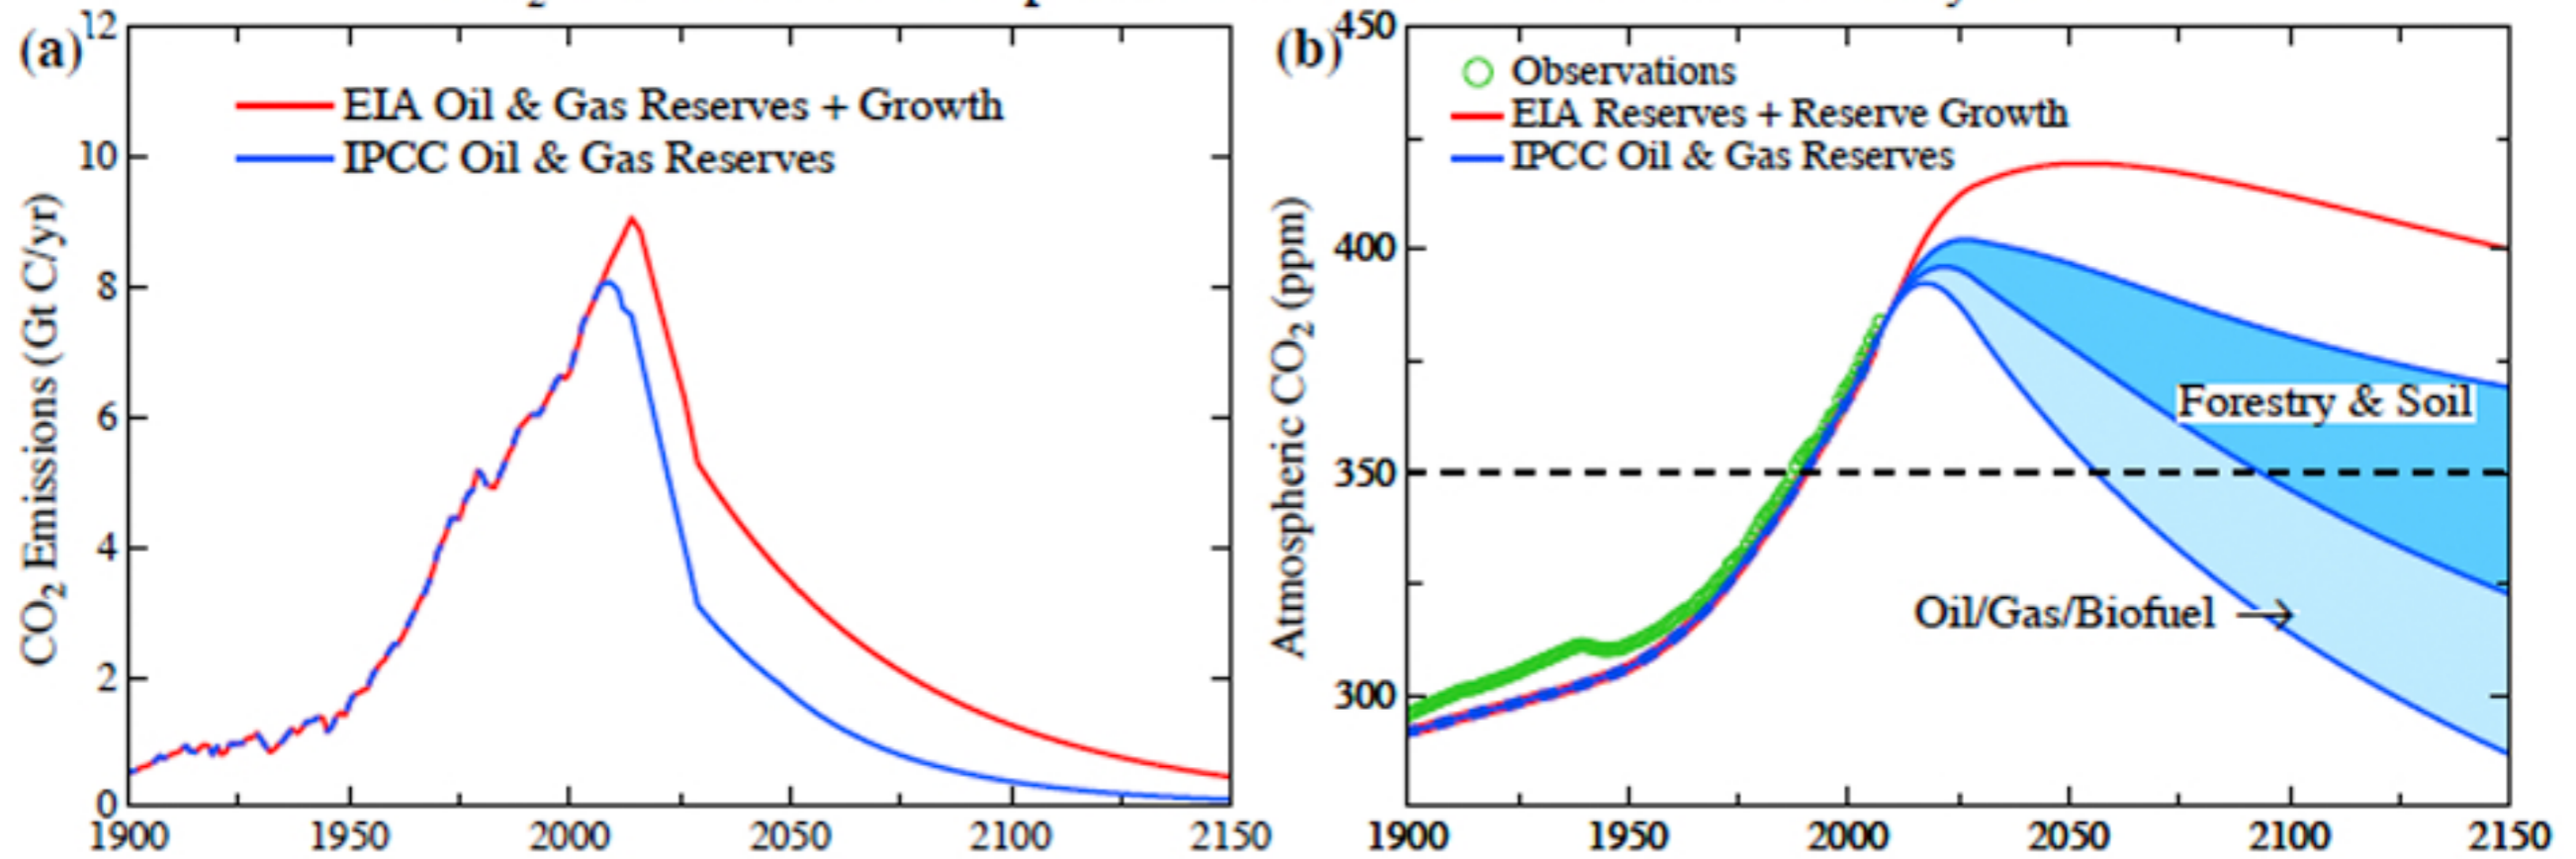 (a)
12
10
8
6
4
2
0
CO2 Emissions (Gt C/yr)
EIA Oil & Gas Reserves + Growth
IPCC Oil & Gas Reserves
1900 1950 2000 2050 2100 2150
(b)
450
400
350
300
Atmospheric CO2 (ppm)
Observations
EIA Reserves + Reserve Growth
IPCC Oil & Gas Reserves
Forestry & Soil
Oil/Gas/Biofuel →
1900 1950 2000 2050 2100 2150